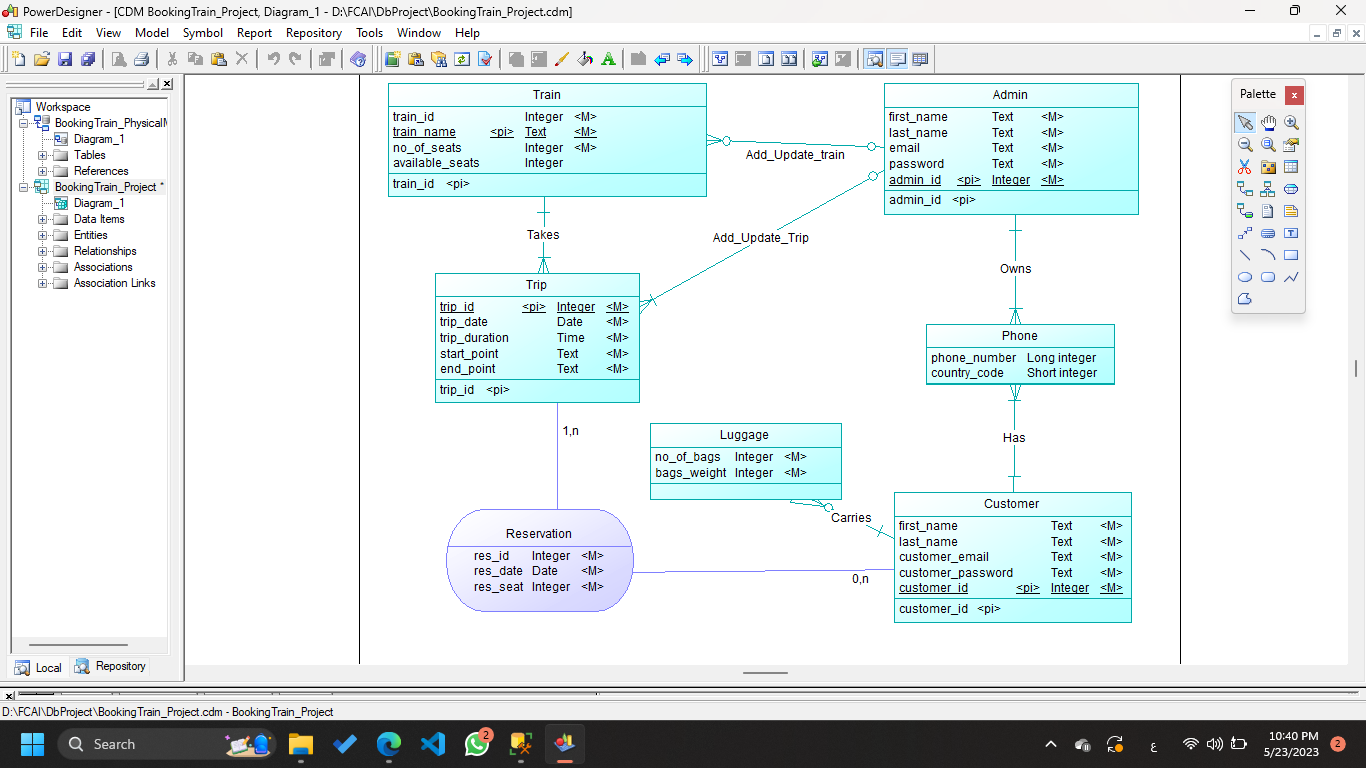 PowerDesigner - [CDM BookingTrain_Project, Diagram_1 - D:\FCAI\DbProject\BookingTrain_Project.cdm]
File Edit View Model Symbol Report Repository Tools Window Help
Workspace
BookingTrain_PhysicalM
Diagram_1
Tables
References
BookingTrain_Project *
Diagram_1
Data Items
Entities
Relationships
Associations
Association Links
Local Repository
Train
train_id Integer <M>
train_name <pi> Text <M>
no_of_seats Integer <M>
available_seats Integer
train_id <pi>
Add_Update_train
Admin
first_name Text <M>
last_name Text <M>
email Text <M>
password Text <M>
admin_id <pi> Integer <M>
admin_id <pi>
Takes
Add_Update_Trip
Owns
Trip
trip_id <pi> Integer <M>
trip_date Date <M>
trip_duration Time <M>
start_point Text <M>
end_point Text <M>
trip_id <pi>
Phone
phone_number Long integer
country_code Short integer
1,n
Has
Luggage
no_of_bags Integer <M>
bags_weight Integer <M>
Carries
Customer
first_name Text <M>
last_name Text <M>
customer_email Text <M>
customer_password Text <M>
customer_id <pi> Integer <M>
customer_id <pi>
Reservation
res_id Integer <M>
res_date Date <M>
res_seat Integer <M>
0,n
Palette
D:\FCAI\DbProject\BookingTrain_Project.cdm - BookingTrain_Project
Search
2
ع
10:40 PM
5/23/2023
2